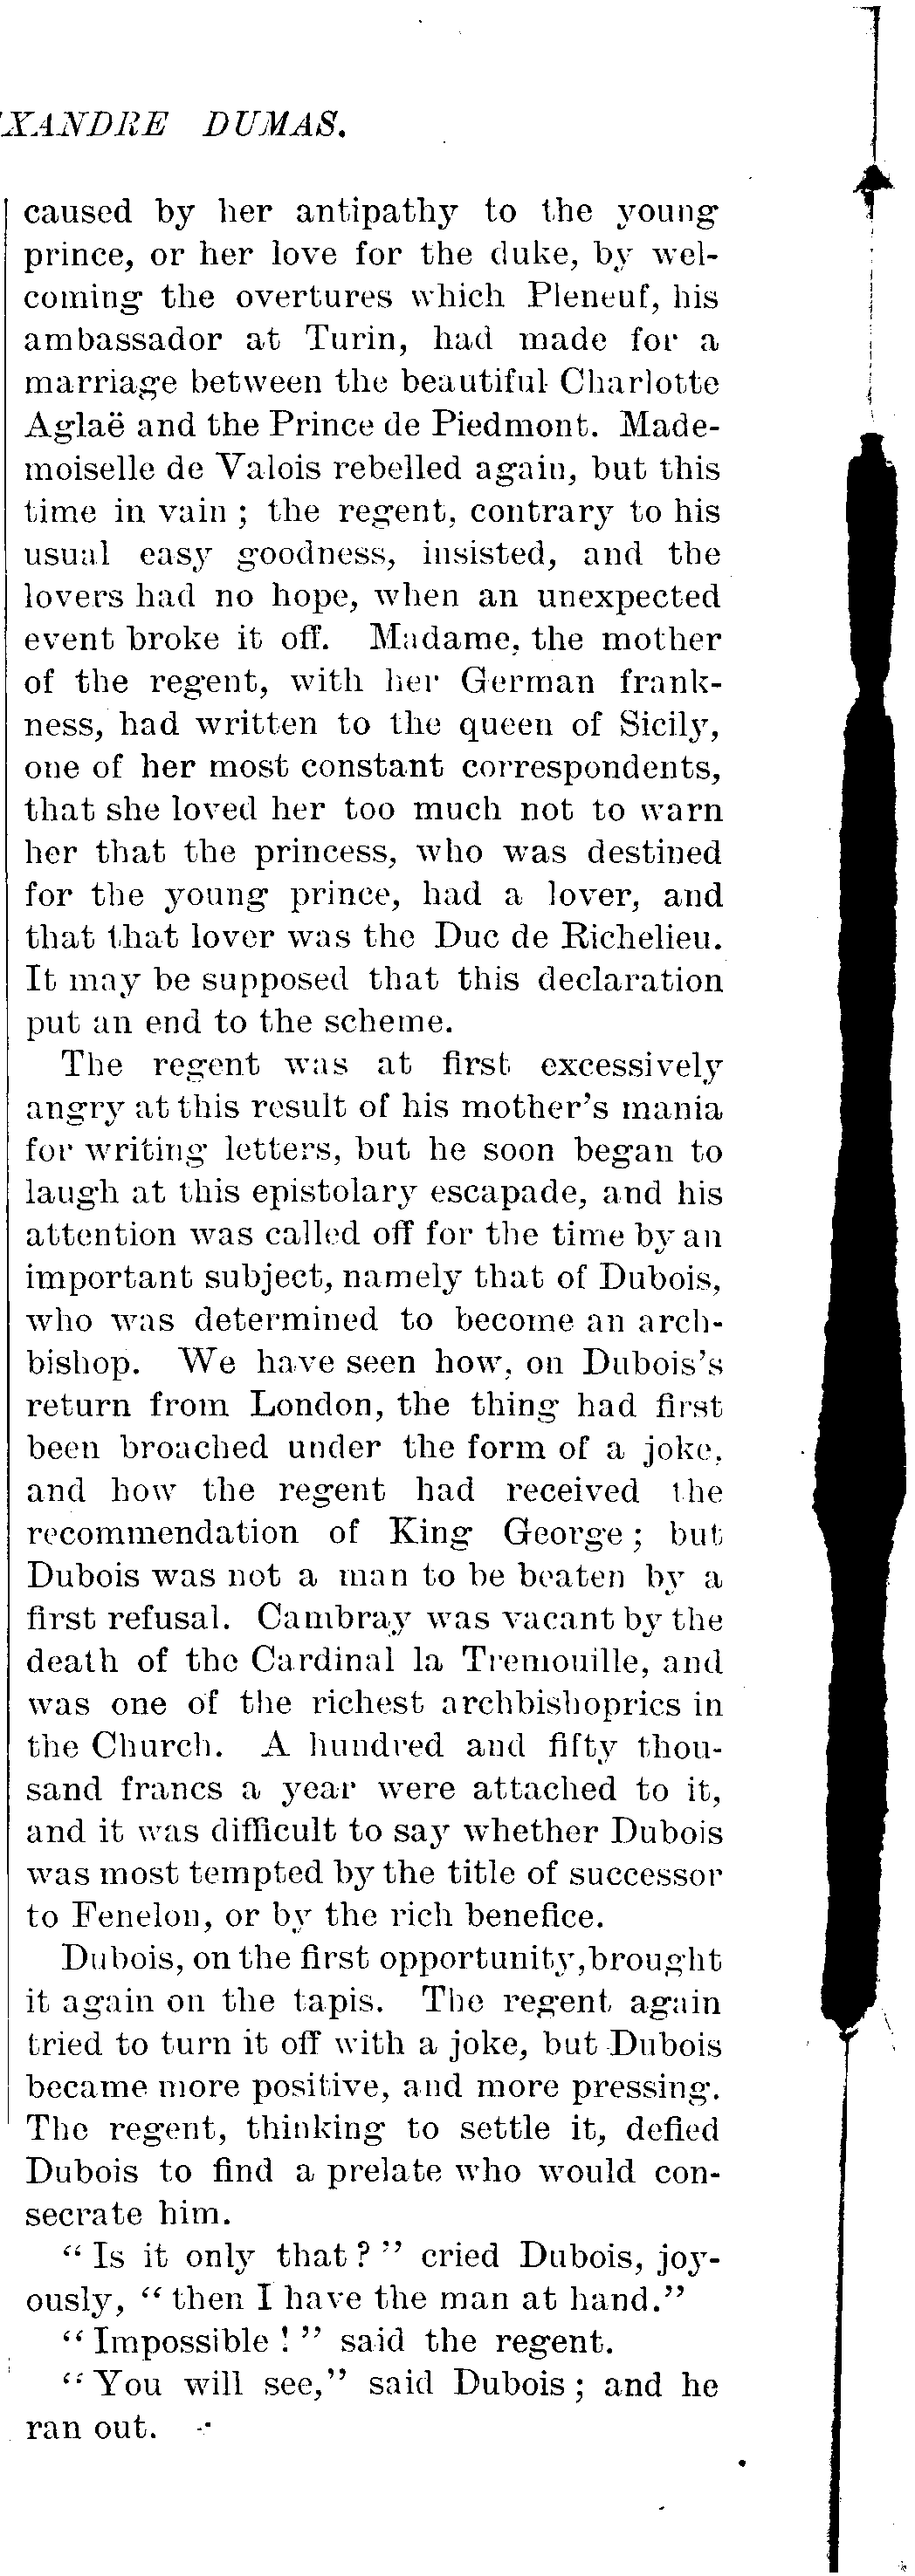 XANDRE DUMAS.
caused by her antipathy to the young
prince, or her love for the duke, by wel-
coming the overtures which Pleneuf, his
ambassador at Turin, had made for a
marriage between the beautiful Charlotte
Aglaë and the Prince de Piedmont. Made-
moiselle de Valois rebelled again, but this
time in vain ; the regent, contrary to his
usual easy goodness, insisted, and the
lovers had no hope, when an unexpected
event broke it off. Madame, the mother
of the regent, with her German frank-
ness, had written to the queen of Sicily,
one of her most constant correspondents,
that she loved her too much not to warn
her that the princess, who was destined
for the young prince, had a lover, and
that that lover was the Duc de Richelieu.
It may be supposed that this declaration
put an end to the scheme.
The regent was at first excessively
angry at this result of his mother's mania
for writing letters, but he soon began to
laugh at this epistolary escapade, and his
attention was called off for the time by an
important subject, namely that of Dubois,
who was determined to become an arch-
bishop. We have seen how, on Dubois's
return from London, the thing had first
been broached under the form of a joke,
and how the regent had received the
recommendation of King George ; but
Dubois was not a man to be beaten by a
first refusal. Cambray was vacant by the
death of the Cardinal la Tremouille, and
was one of the richest archbishoprics in
the Church. A hundred and fifty thou-
sand francs a year were attached to it,
and it was difficult to say whether Dubois
was most tempted by the title of successor
to Fenelon, or by the rich benefice.
Dubois, on the first opportunity, brought
it again on the tapis. The regent again
tried to turn it off with a joke, but Dubois
became more positive, and more pressing.
The regent, thinking to settle it, defied
Dubois to find a prelate who would con-
secrate him.
" Is it only that ? " cried Dubois, joy-
ously, " then I have the man at hand."
" Impossible ! " said the regent.
" You will see," said Dubois ; and he
ran out.